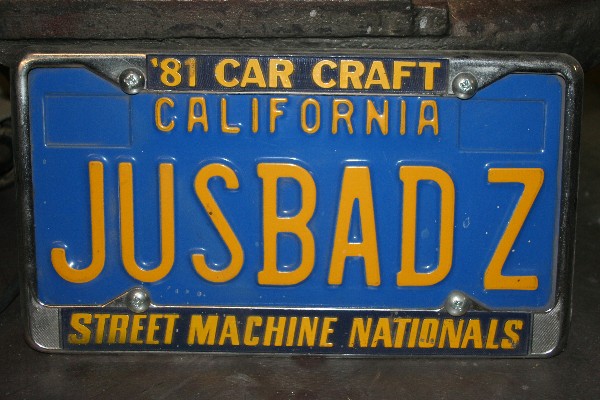 '81 CAR CRAFT
CALIFORNIA
JUSBAD Z
STREET MACHINE NATIONALS